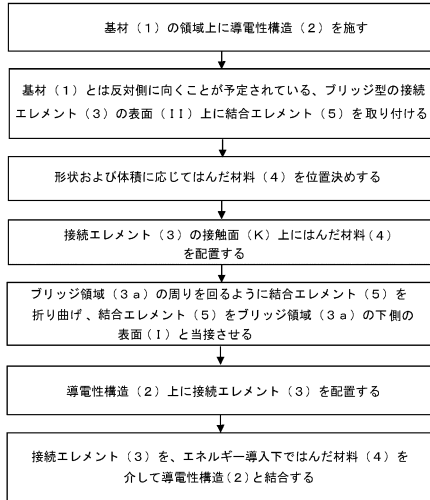 基材（1）の領域上に導電性構造（2）を施す
基材（1）とは反対側に向くことが予定されている、ブリッジ型の接続
エレメント（3）の表面（II）上に結合エレメント（5）を取り付ける
形状および体積に応じてはんだ材料（4）を位置決めする
接続エレメント（3）の接触面（K）上にはんだ材料（4）
を配置する
ブリッジ領域（3a）の周りを回るように結合エレメント（5）を
折り曲げ、結合エレメント（5）をブリッジ領域（3a）の下側の
表面（I）と当接させる
導電性構造（2）上に接続エレメント（3）を配置する
接続エレメント（3）を、エネルギー導入下ではんだ材料（4）を
介して導電性構造（2）と結合する